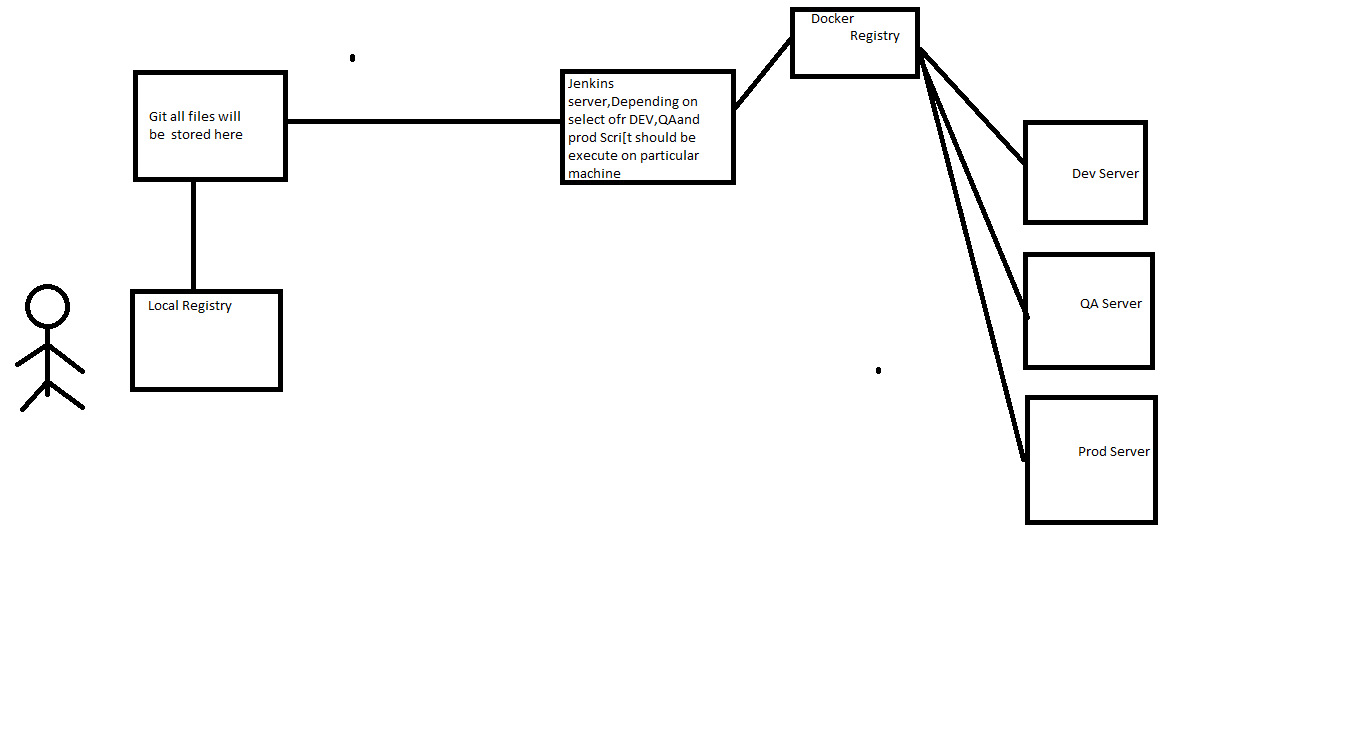 Docker
Registry
Git all files will
be  stored here
Jenkins
server,Depending on
select ofr DEV,QAand
prod Scri[t should be
execute on particular
machine
Dev Server
Local Registry
QA Server
Prod Server